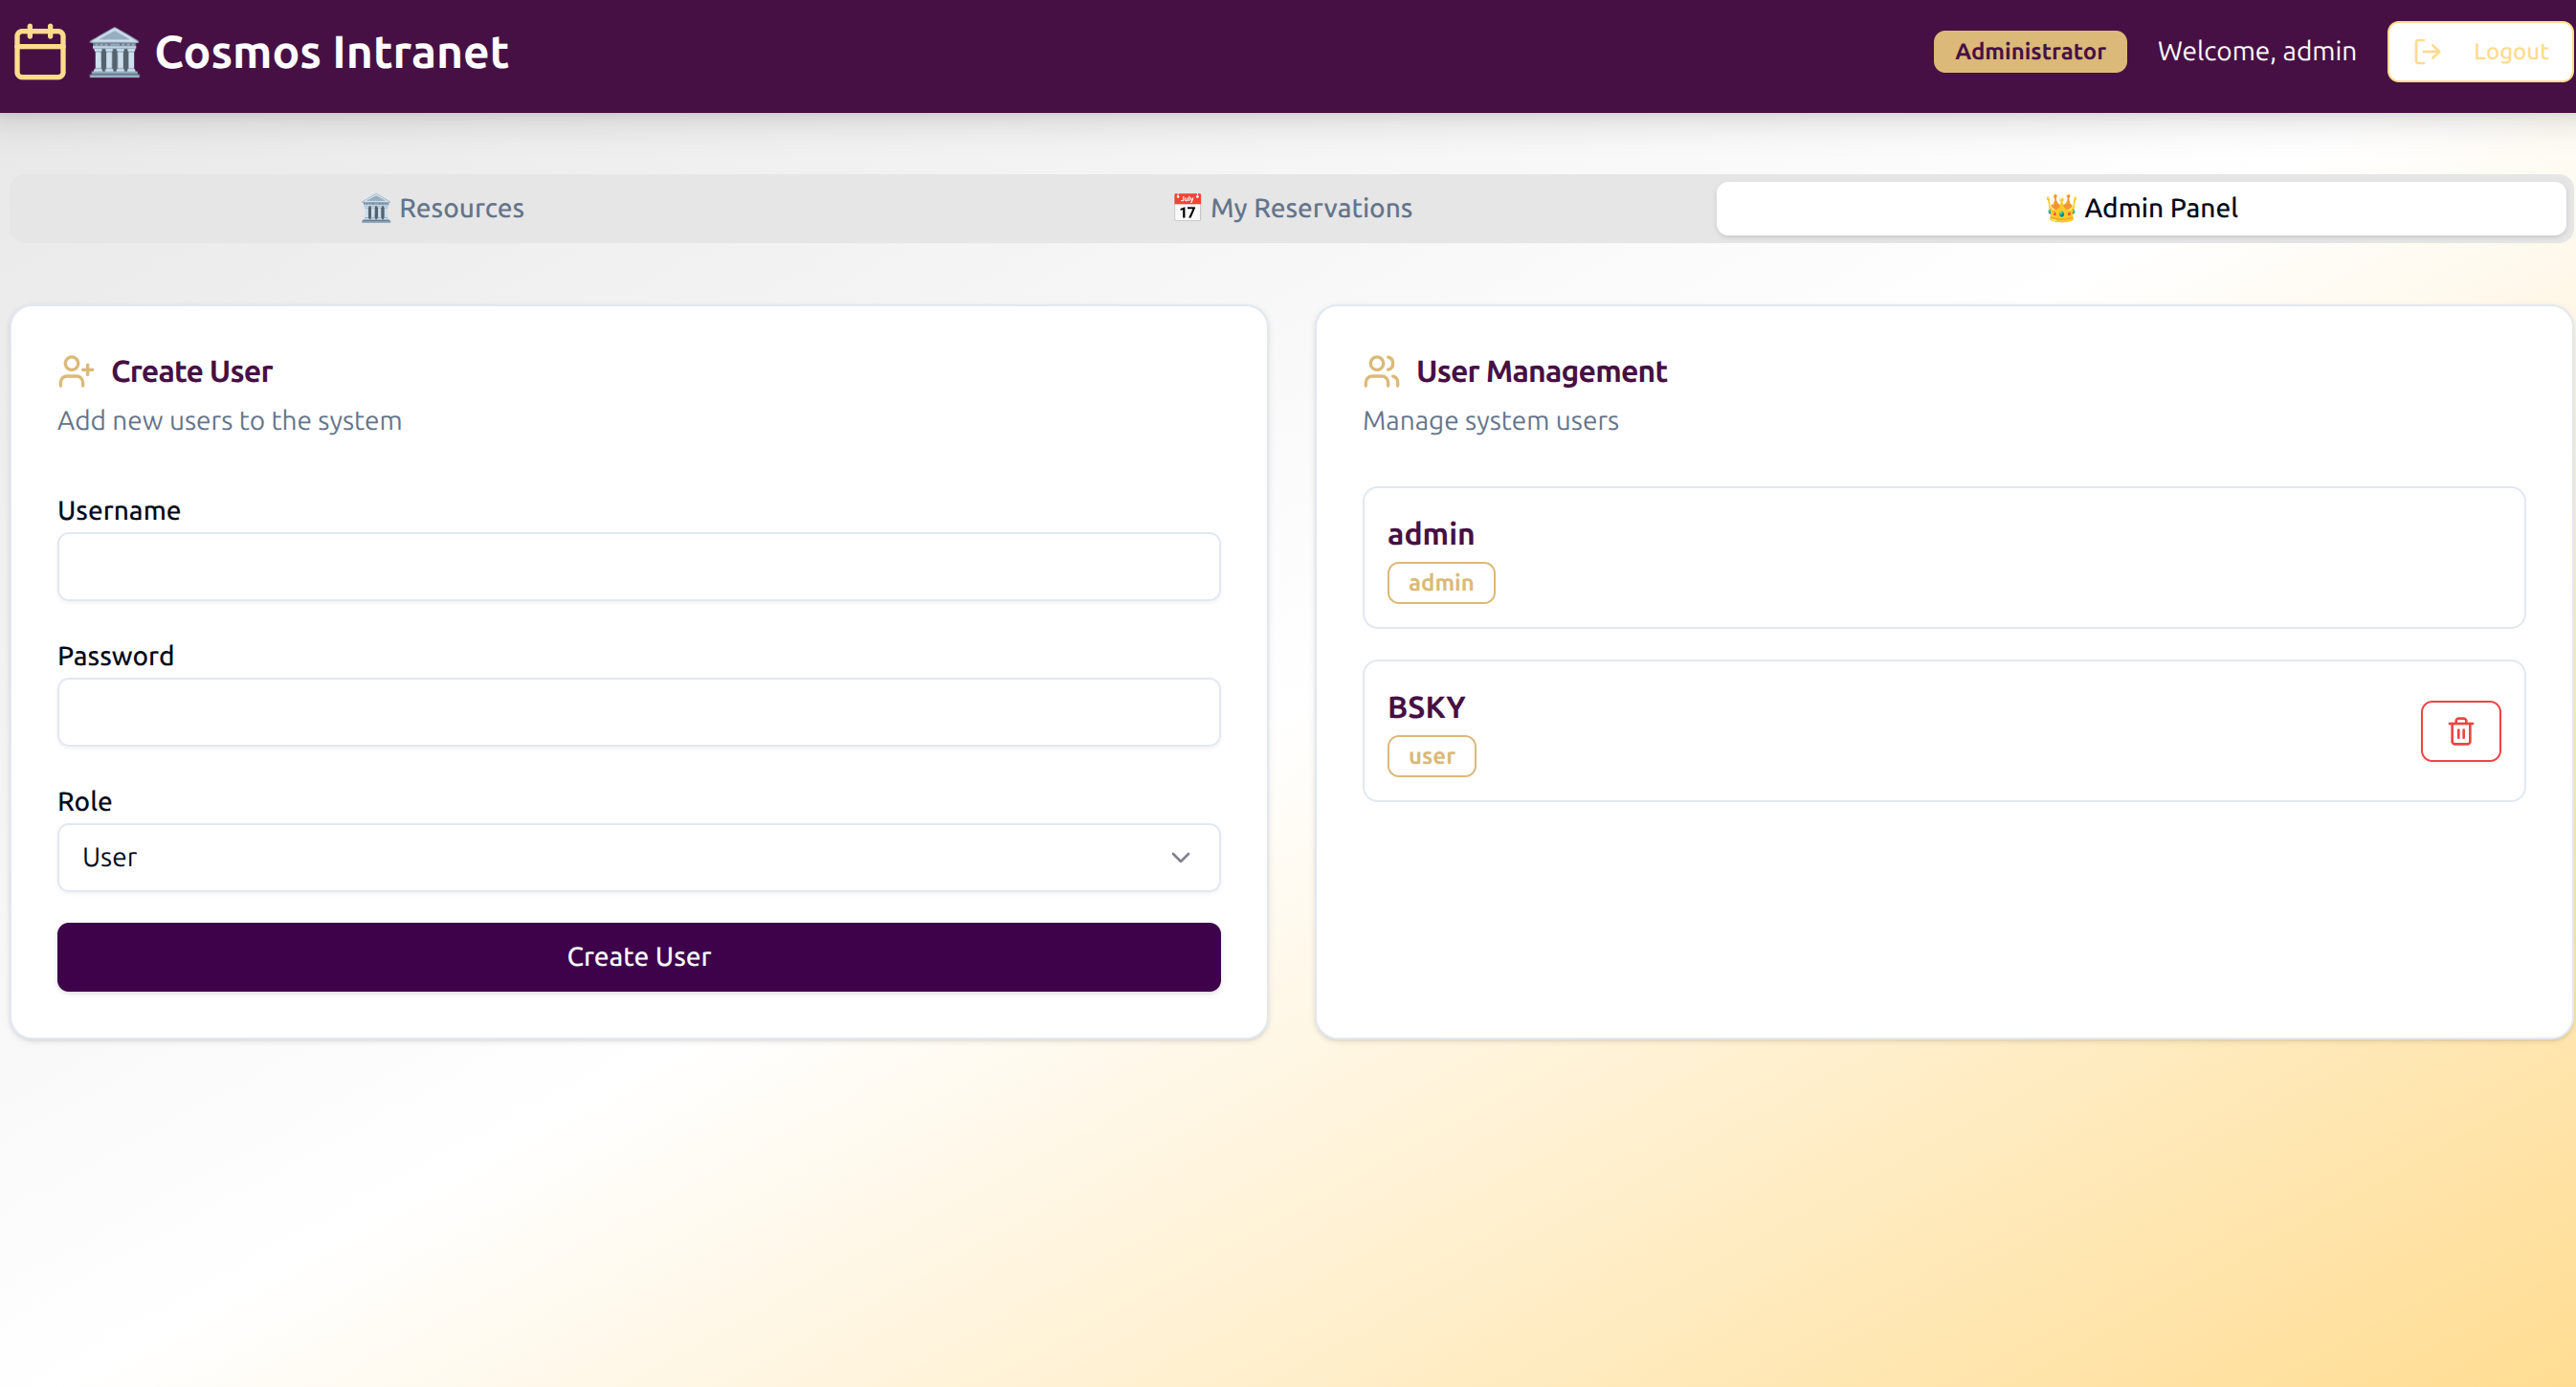 Cosmos Intranet
Administrator
Welcome, admin
Logout
Resources
My Reservations
Admin Panel
Create User
Add new users to the system
Username
Password
Role
User
Create User
User Management
Manage system users
admin
admin
BSKY
user